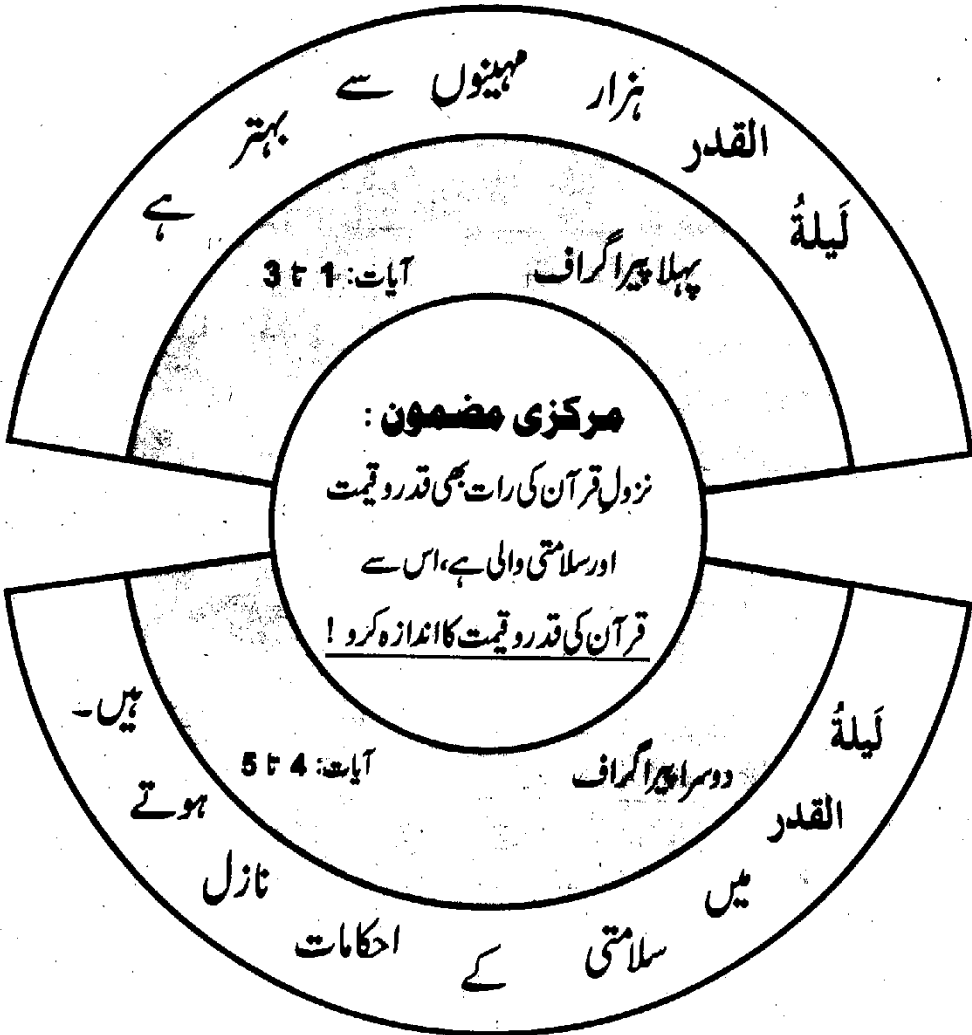 لَیلةُ القدر ہزار مہینوں سے بہتر ہے
پہلا پیراگراف
آیات: 1 تا 3
مرکزی مضمون :
نزولِ قرآن کی رات بھی قدر و قیمت
اور سلامتی والی ہے، اس سے
قرآن کی قدر و قیمت کا اندازہ کرو !
دوسرا پیراگراف
آیات: 4 تا 5
لَیلةُ القدر میں سلامتی کے احکامات نازل ہوتے ہیں۔